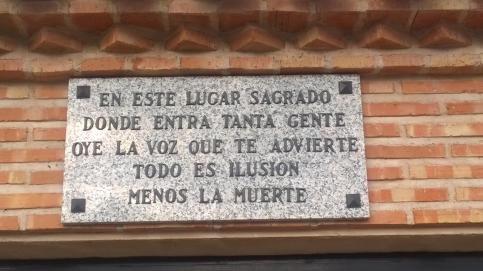 EN ESTE LUGAR SAGRADO
DONDE ENTRA TANTA GENTE
OYE LA VOZ QUE TE ADVIERTE
TODO ES ILUSION
MENOS LA MUERTE